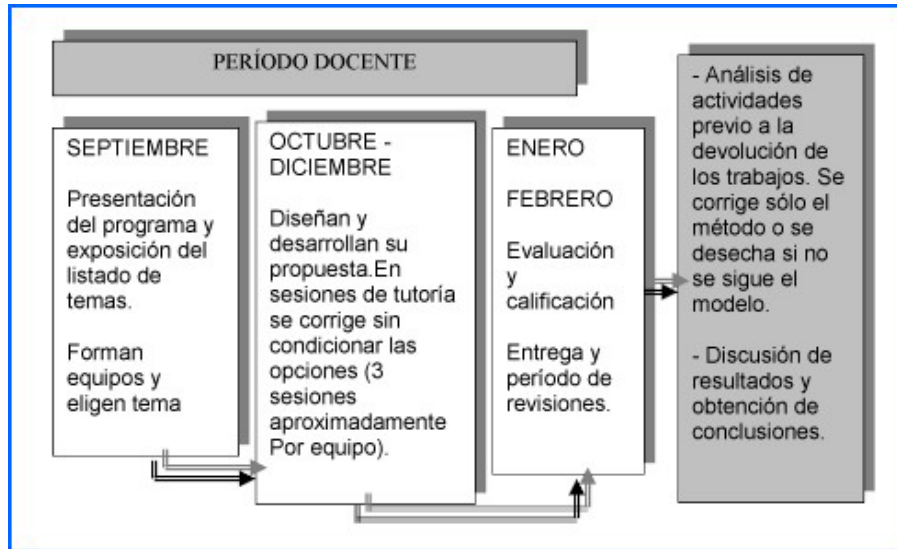 PERÍODO DOCENTE
SEPTIEMBRE
Presentación
del programa y
exposición del
listado de
temas.
Forman
equipos y
eligen tema
OCTUBRE -
DICIEMBRE
Diseñan y
desarrollan su
propuesta.En
sesiones de tutoría
se corrige sin
condicionar las
opciones (3
sesiones
aproximadamente
Por equipo).
ENERO
FEBRERO
Evaluación
y
calificación
Entrega y
período de
revisiones.
- Análisis de
actividades
previo a la
devolución de
los trabajos. Se
corrige sólo el
método o se
desecha si no
se sigue el
modelo.
- Discusión de
resultados y
obtención de
conclusiones.